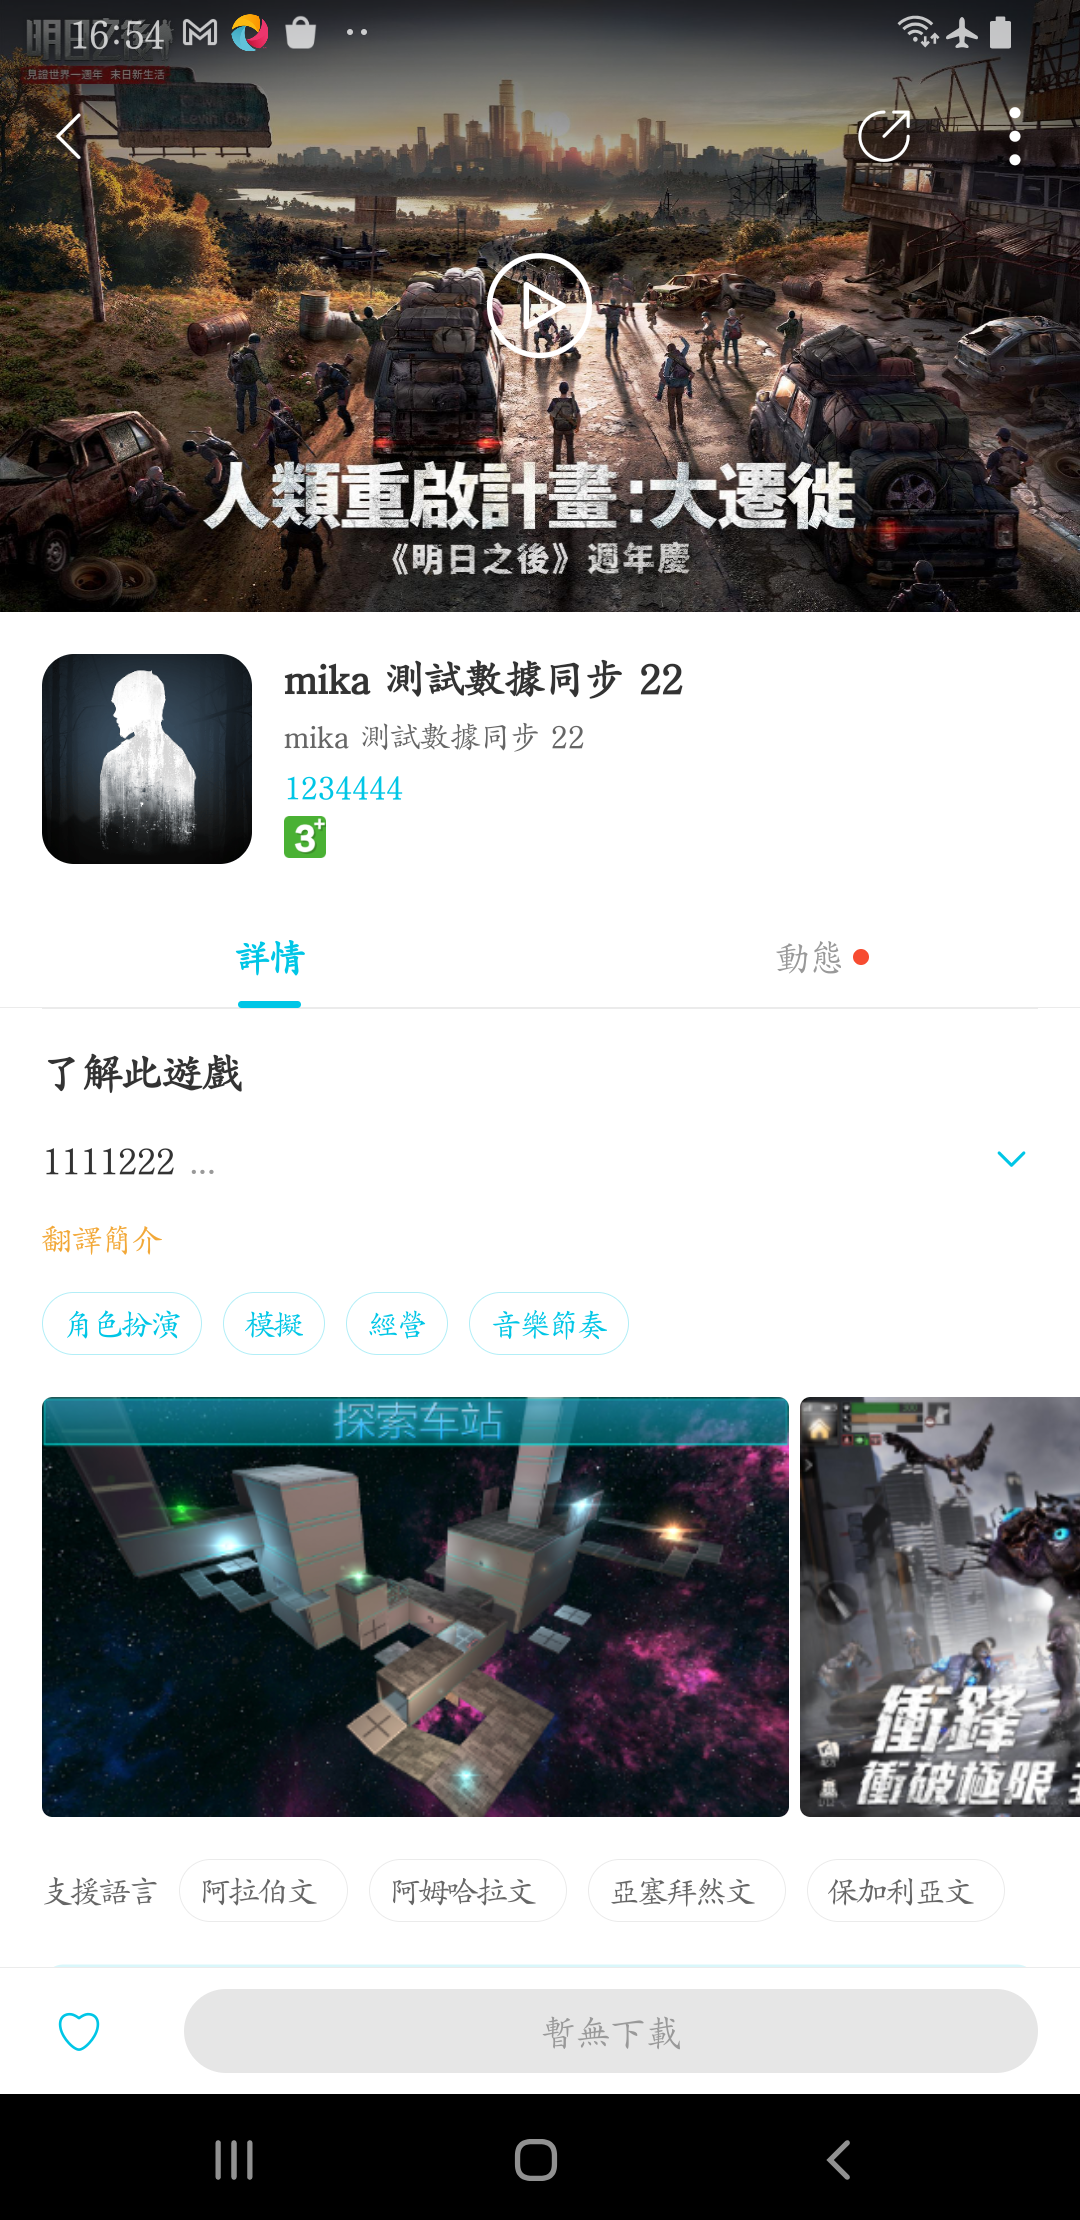 明日之後
16:54
見證世界一週年 末日新生活
Levin City
人類重啟計畫:大遷徙
《明日之後》週年慶
mika 測試數據同步 22
mika 測試數據同步 22
1234444
3+
詳情
動態
了解此遊戲
1111222 ...
翻譯簡介
角色扮演 模擬 經營 音樂節奏
探索车站
衝鋒
衝破極限
支援語言 阿拉伯文 阿姆哈拉文 亞塞拜然文 保加利亞文
暫無下載